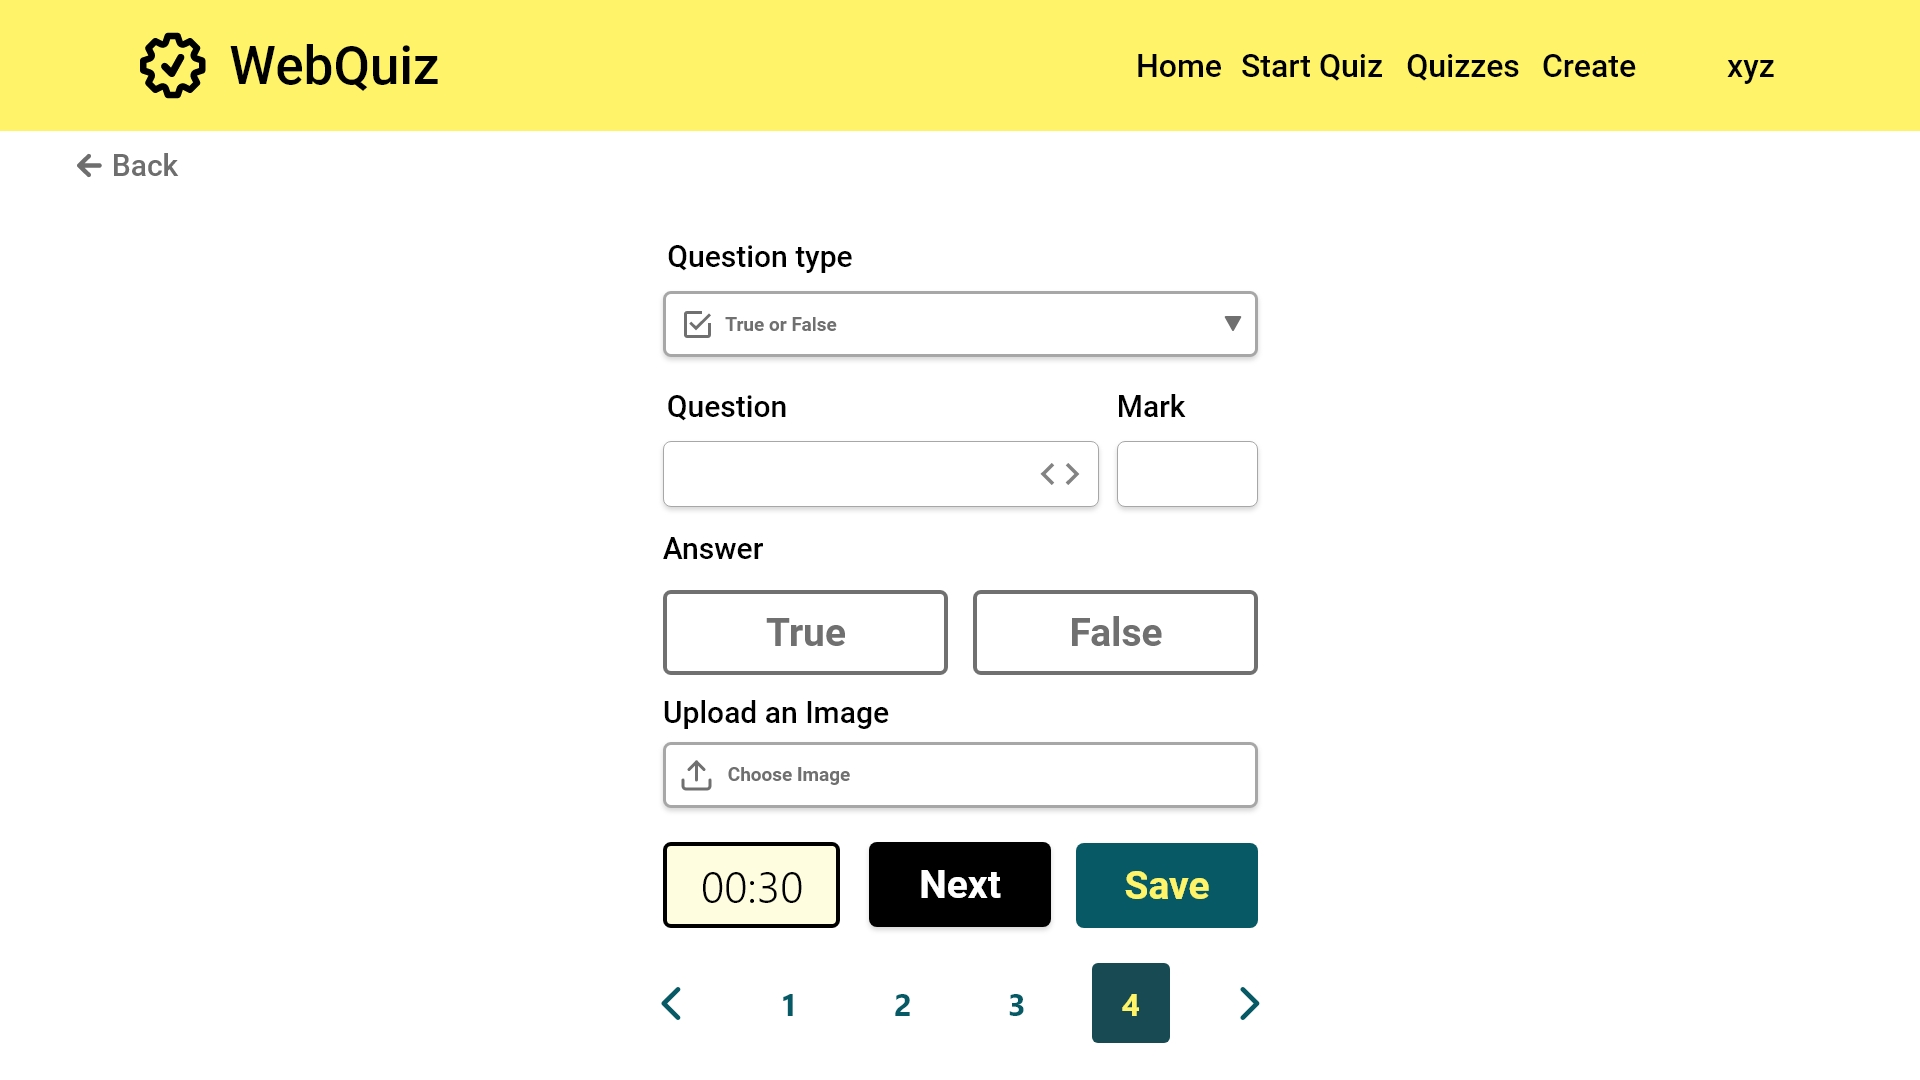 WebQuiz
Home Start Quiz Quizzes Create xyz
Back
Question type
True or False
Question Mark
Answer
True False
Upload an Image
Choose Image
00:30 Next Save
1 2 3 4